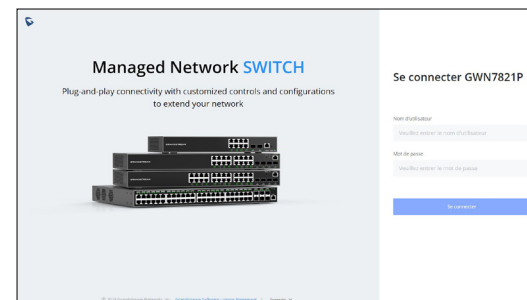 Managed Network SWITCH
Plug-and-play connectivity with customized controls and configurations
to extend your network
Se connecter GWN7821P
Nom d'utilisateur
Veuillez entrer le nom d'utilisateur
Mot de passe
Veuillez entrer le mot de passe
Se connecter